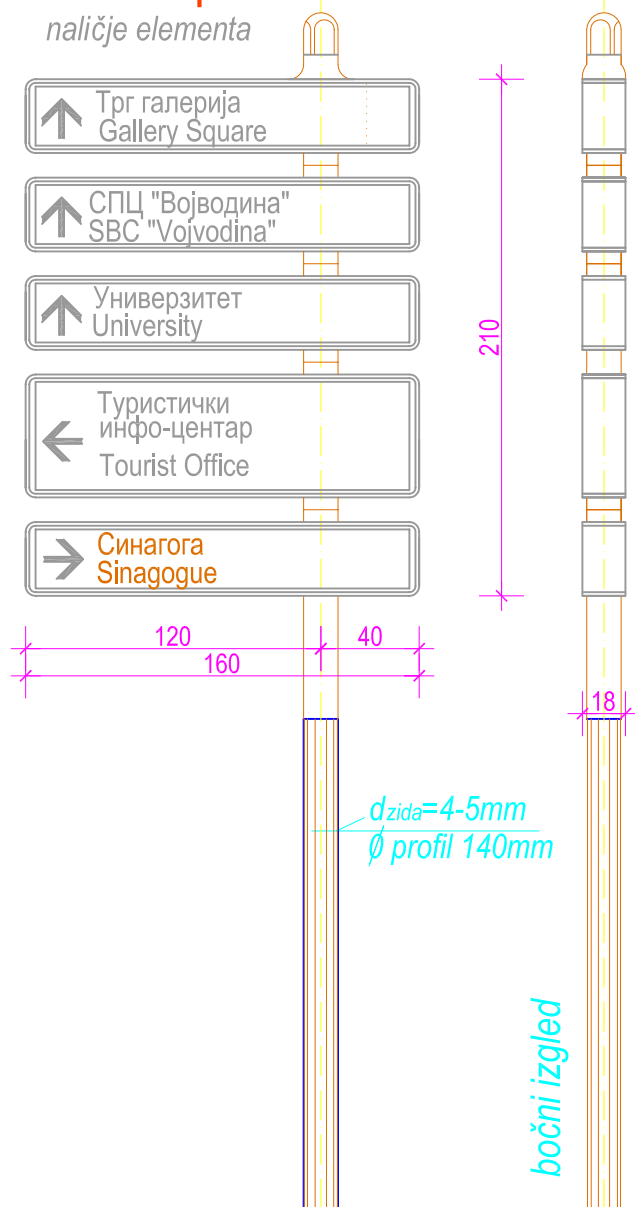 naličje elementa
Трг галерија
Gallery Square
СПЦ "Војводина"
SBC "Vojvodina"
Универзитет
University
Туристички
инфо-центар
Tourist Office
Синагога
Sinagogue
210
120
40
160
18
dzida=4-5mm
Ø profil 140mm
bočni izgled